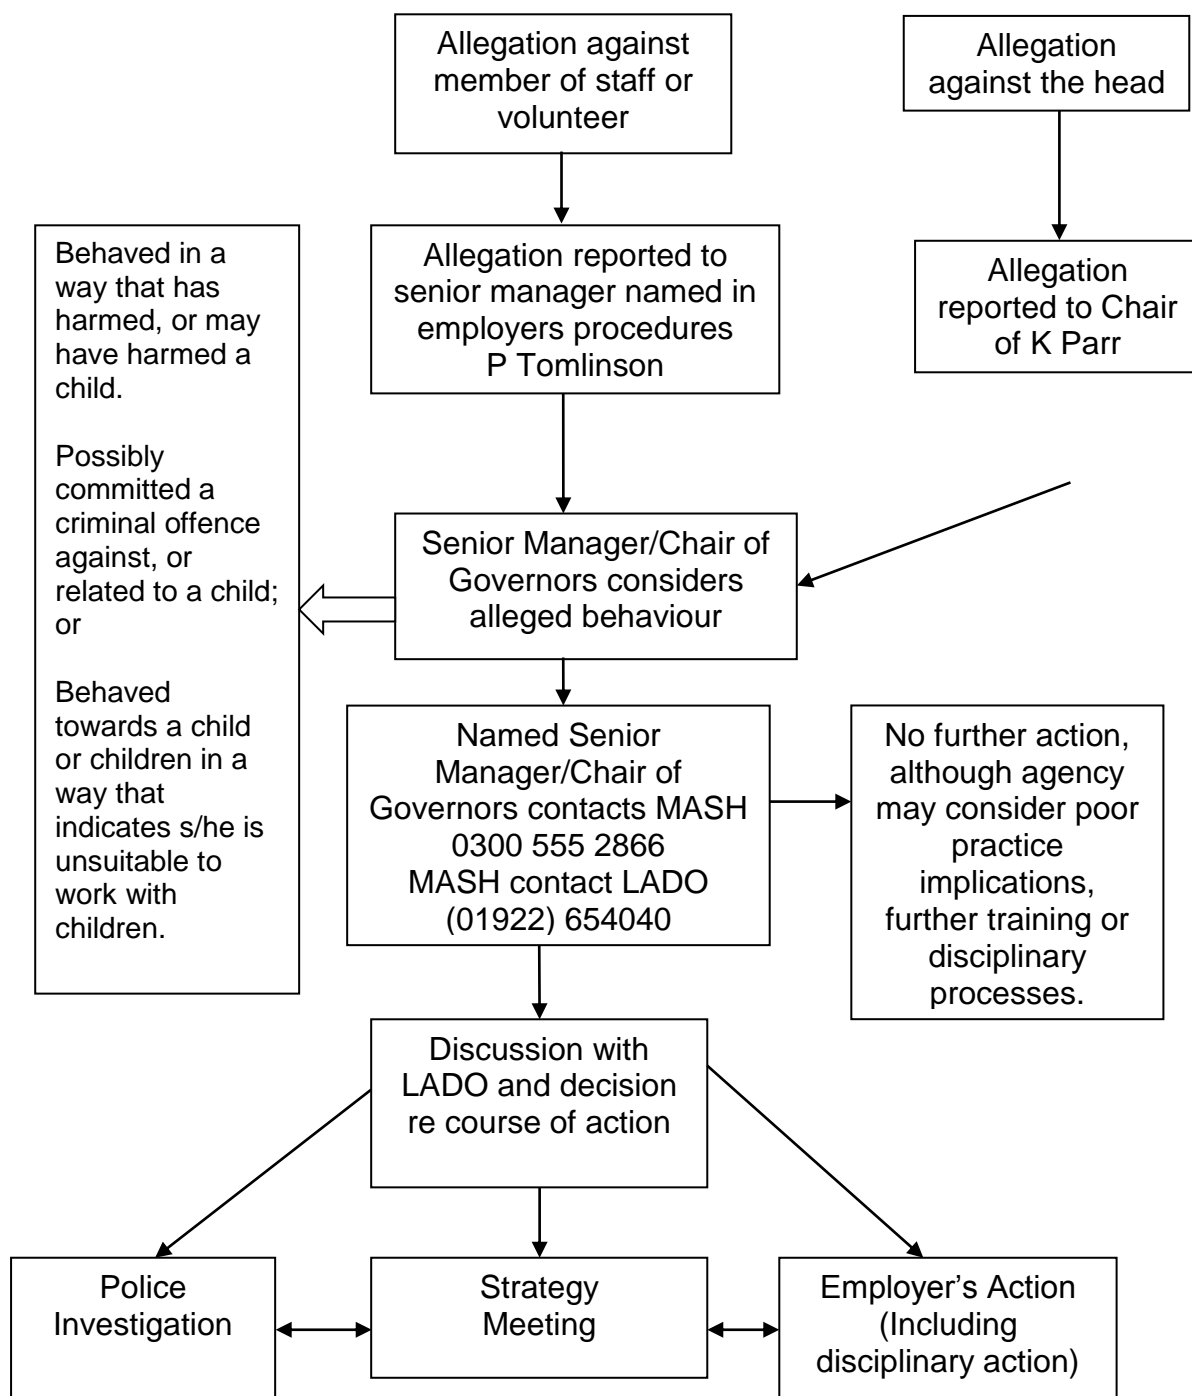 Allegation against
member of staff or
volunteer
Allegation
against the head
Behaved in a
way that has
harmed, or may
have harmed a
child.
Possibly
committed a
criminal offence
against, or
related to a child;
or
Behaved
towards a child
or children in a
way that
indicates s/he is
unsuitable to
work with
children.
Allegation reported to
senior manager named in
employers procedures
P Tomlinson
Allegation
reported to Chair
of K Parr
Senior Manager/Chair of
Governors considers
alleged behaviour
Named Senior
Manager/Chair of
Governors contacts MASH
0300 555 2866
MASH contact LADO
(01922) 654040
No further action,
although agency
may consider poor
practice
implications,
further training or
disciplinary
processes.
Discussion with
LADO and decision
re course of action
Police
Investigation
Strategy
Meeting
Employer’s Action
(Including
disciplinary action)